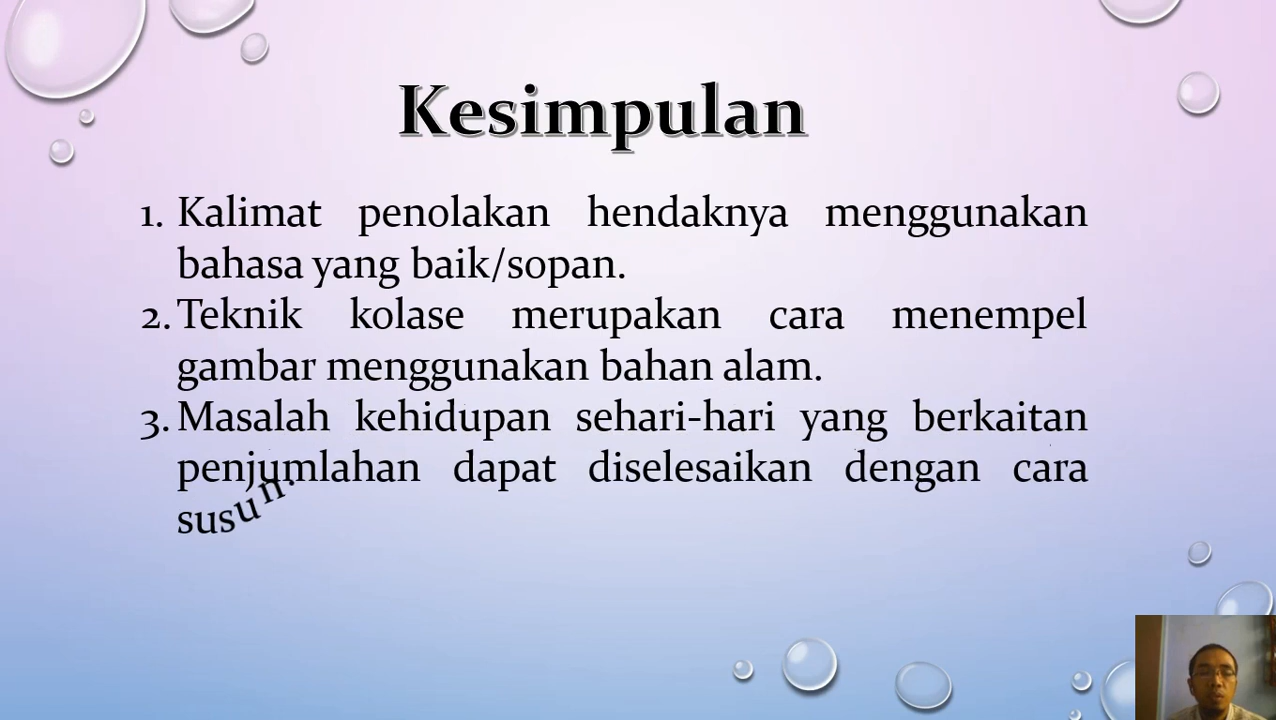 Kesimpulan
1. Kalimat penolakan hendaknya menggunakan
bahasa yang baik/sopan.
2. Teknik kolase merupakan cara menempel
gambar menggunakan bahan alam.
3. Masalah kehidupan sehari-hari yang berkaitan
penjumlahan dapat diselesaikan dengan cara
susun.